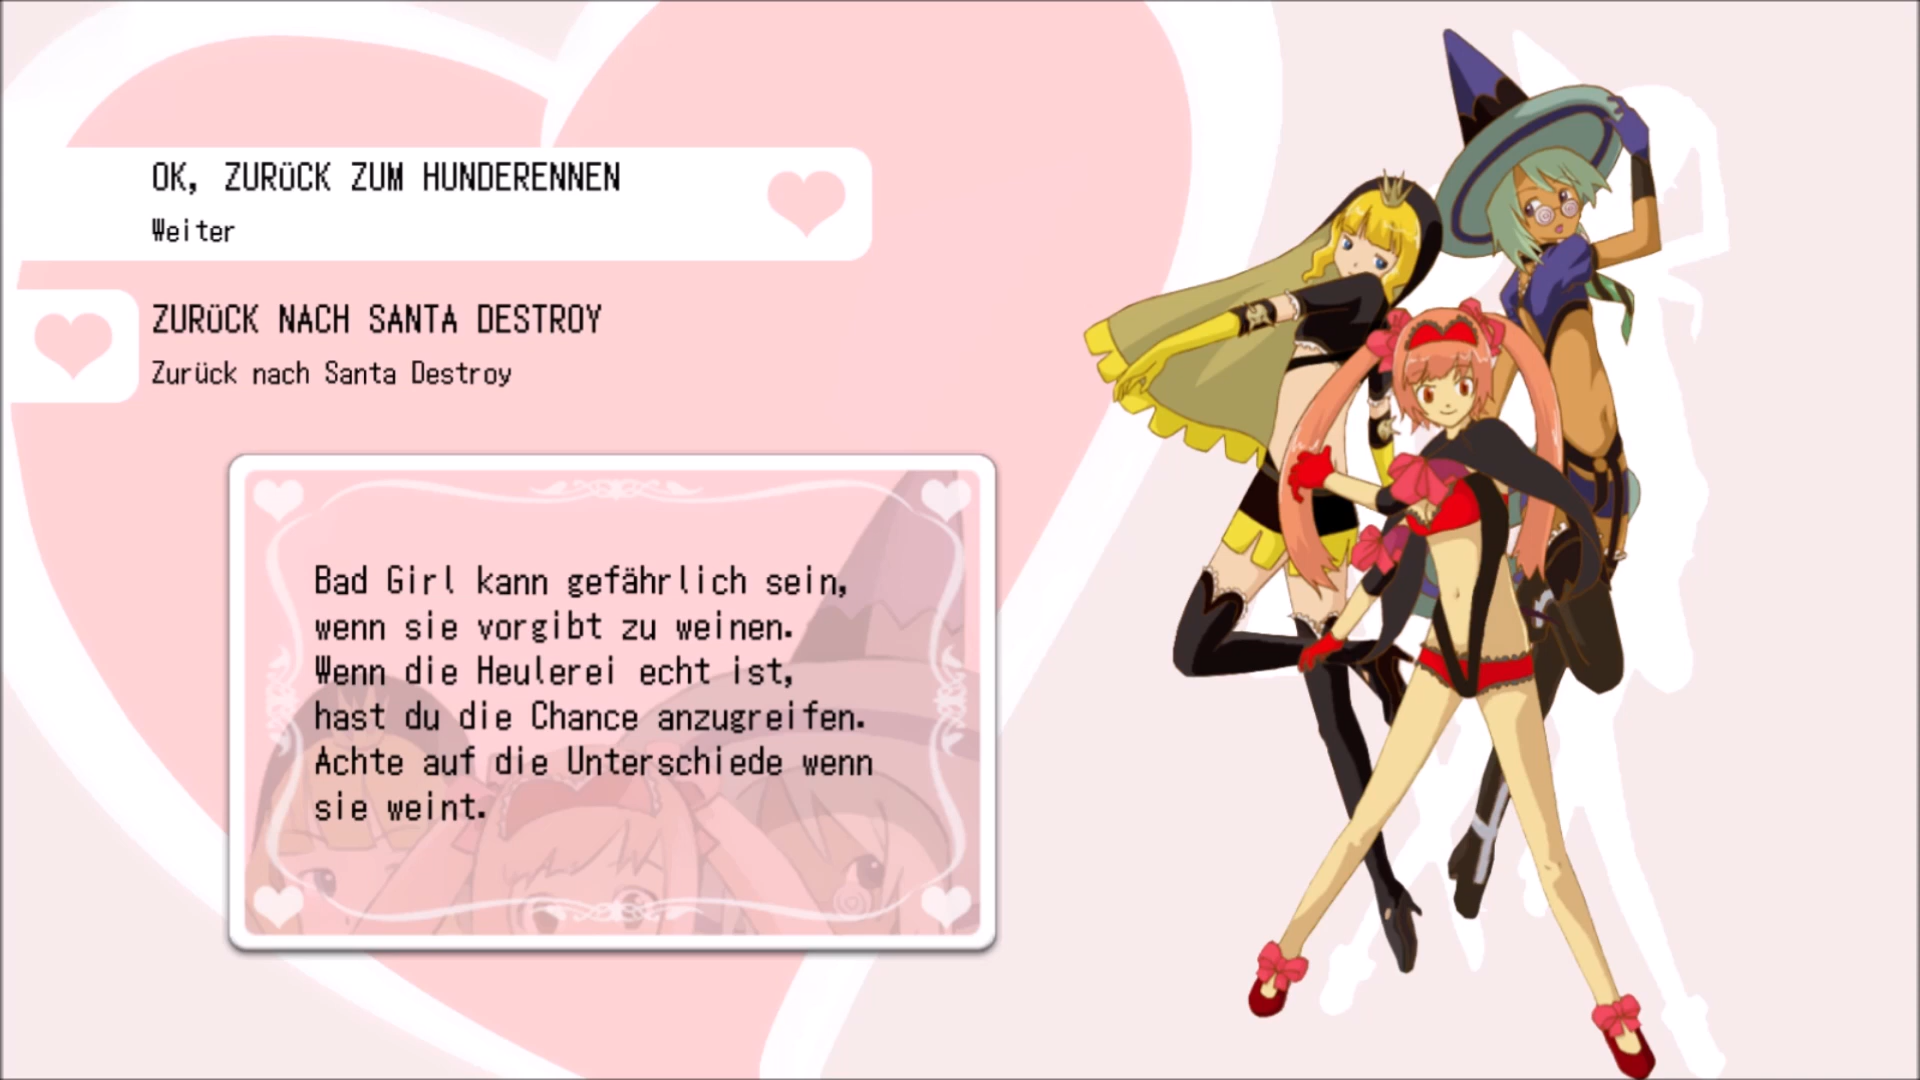 OK, ZURÜCK ZUM HUNDERENNEN
Weiter
ZURÜCK NACH SANTA DESTROY
Zurück nach Santa Destroy
Bad Girl kann gefährlich sein,
wenn sie vorgibt zu weinen.
Wenn die Heulerei echt ist,
hast du die Chance anzugreifen.
Achte auf die Unterschiede wenn
sie weint.